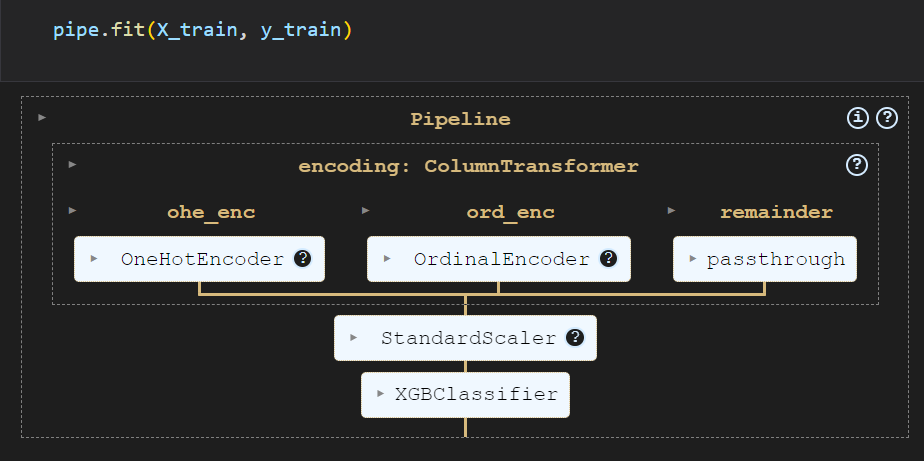 pipe.fit(X_train, y_train)
Pipeline
i ?
encoding: ColumnTransformer
?
ohe_enc ord_enc remainder
OneHotEncoder ? OrdinalEncoder ? passthrough
StandardScaler ?
XGBClassifier